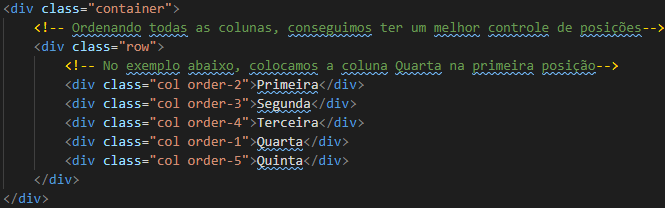 <div class="container">
<!-- Ordenando todas as colunas, conseguimos ter um melhor controle de posições-->
<div class="row">
<!-- No exemplo abaixo, colocamos a coluna Quarta na primeira posição-->
<div class="col order-2">Primeira</div>
<div class="col order-3">Segunda</div>
<div class="col order-4">Terceira</div>
<div class="col order-1">Quarta</div>
<div class="col order-5">Quinta</div>
</div>
</div>